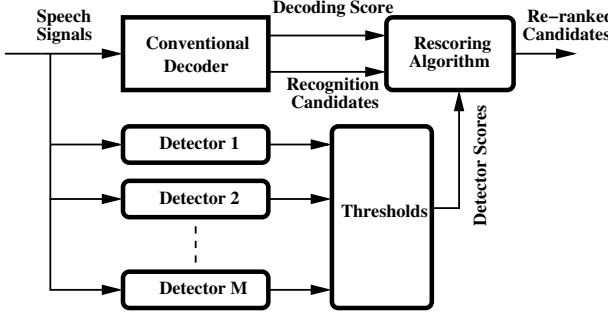 Speech
Signals
Conventional
Decoder
Decoding Score
Recognition
Candidates
Rescoring
Algorithm
Re-ranked
Candidates
Detector 1
Detector 2
Detector M
Thresholds
Detector Scores